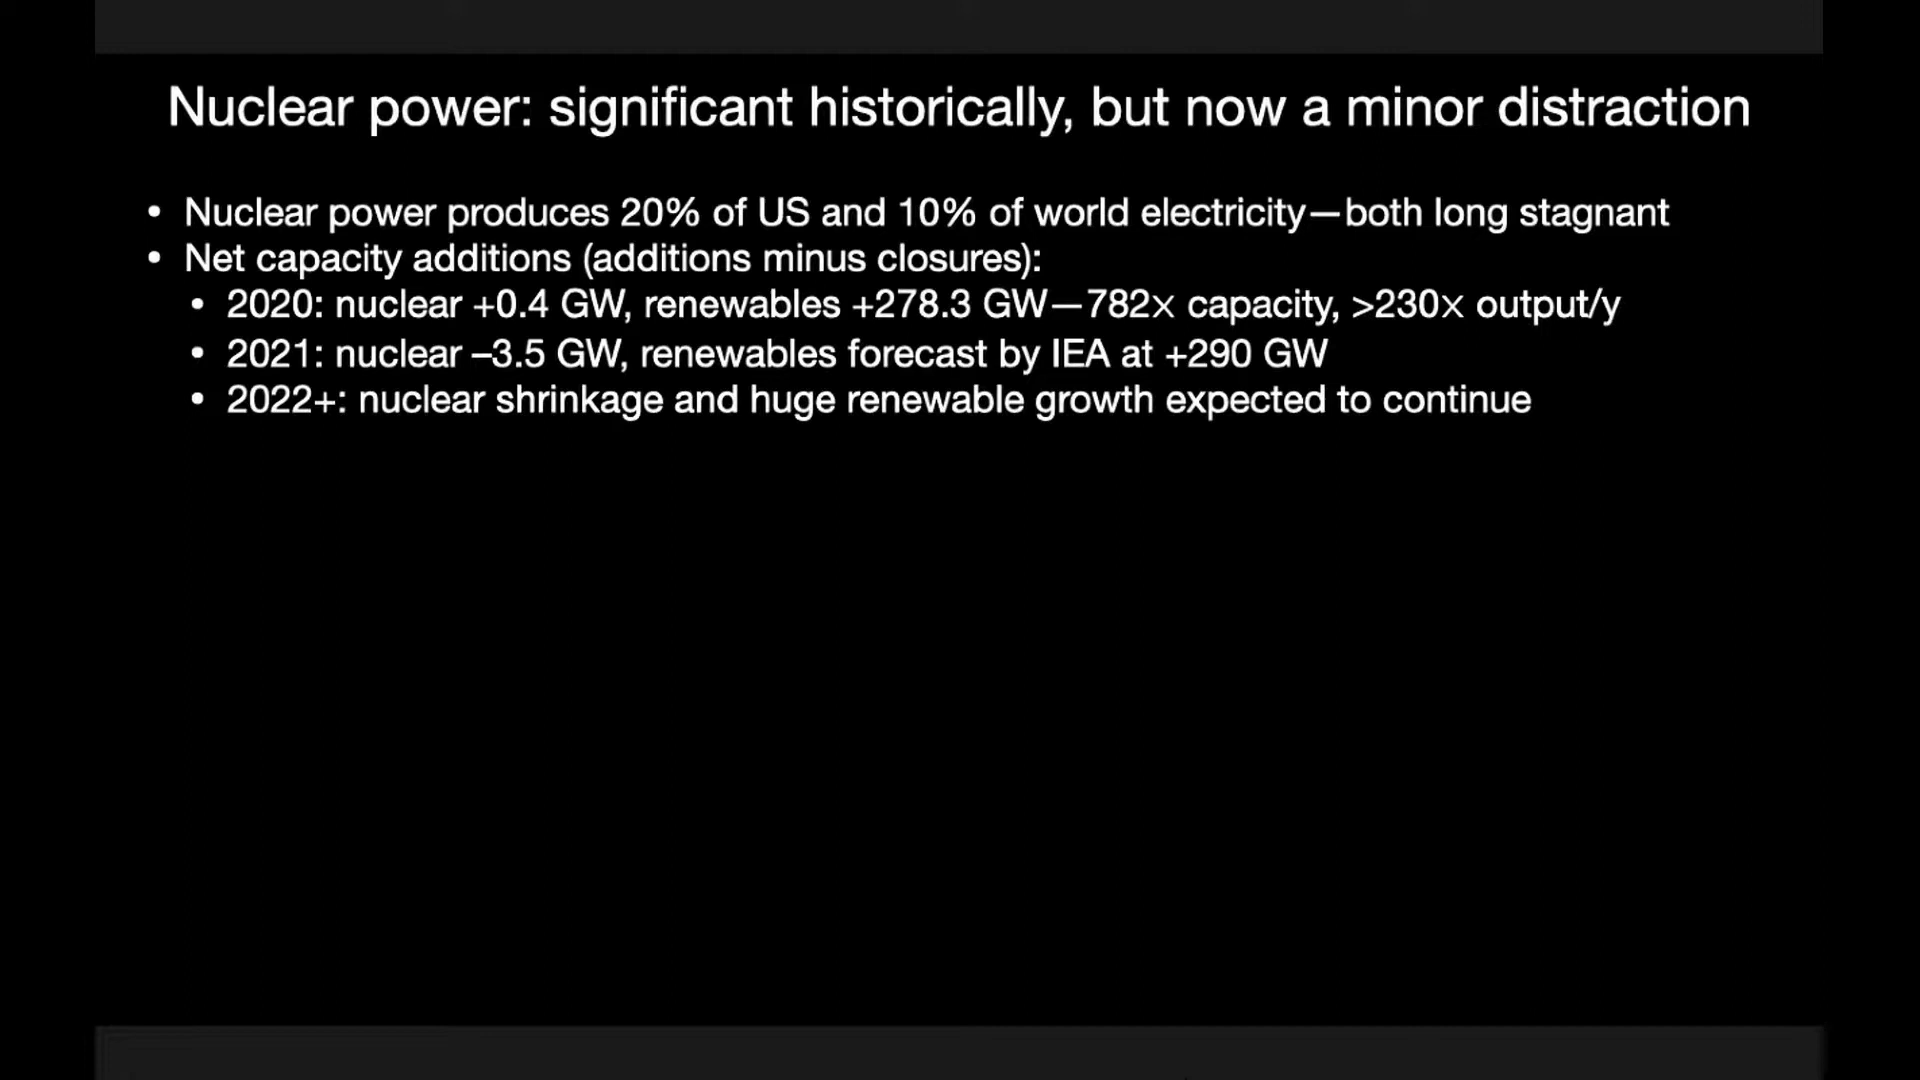 Nuclear power: significant historically, but now a minor distraction
• Nuclear power produces 20% of US and 10% of world electricity—both long stagnant
• Net capacity additions (additions minus closures):
• 2020: nuclear +0.4 GW, renewables +278.3 GW—782× capacity, >230× output/y
• 2021: nuclear –3.5 GW, renewables forecast by IEA at +290 GW
• 2022+: nuclear shrinkage and huge renewable growth expected to continue